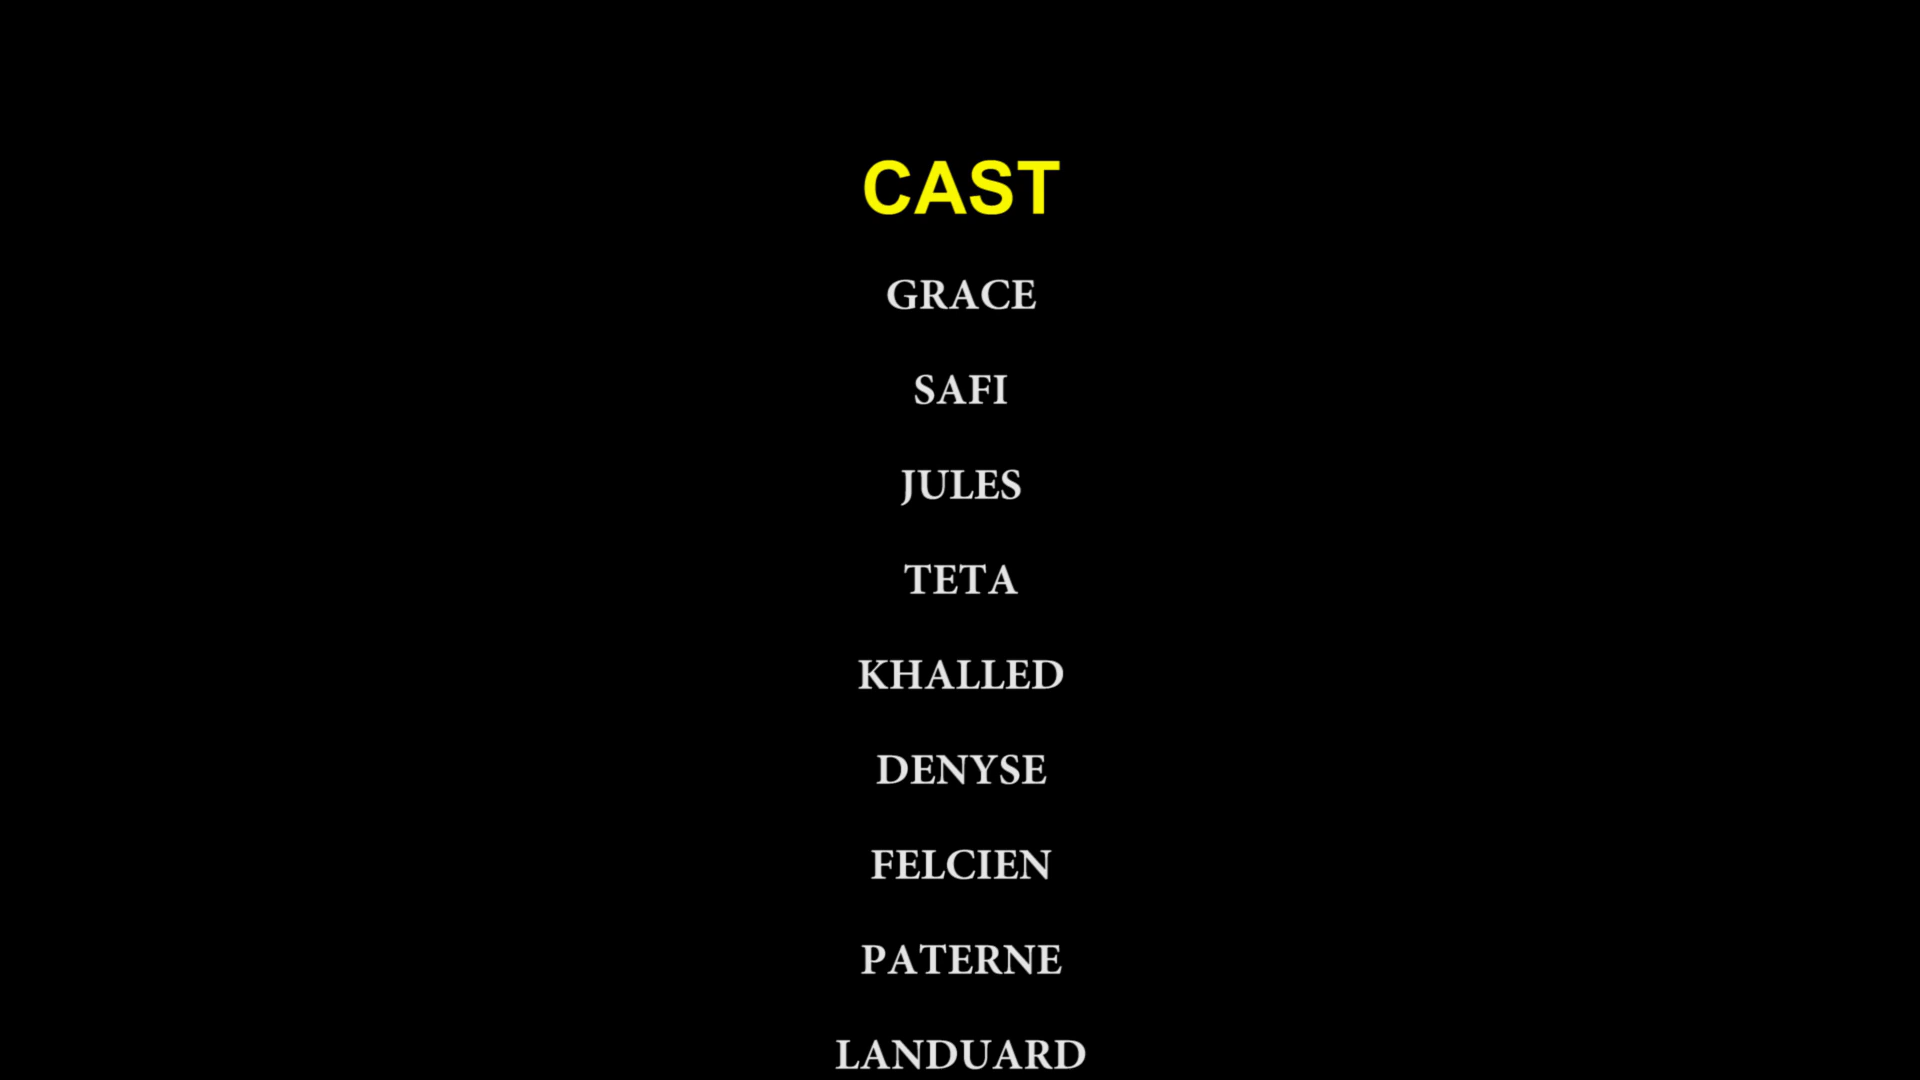 CAST
GRACE
SAFI
JULES
TETA
KHALLED
DENYSE
FELCIEN
PATERNE
LANDUARD